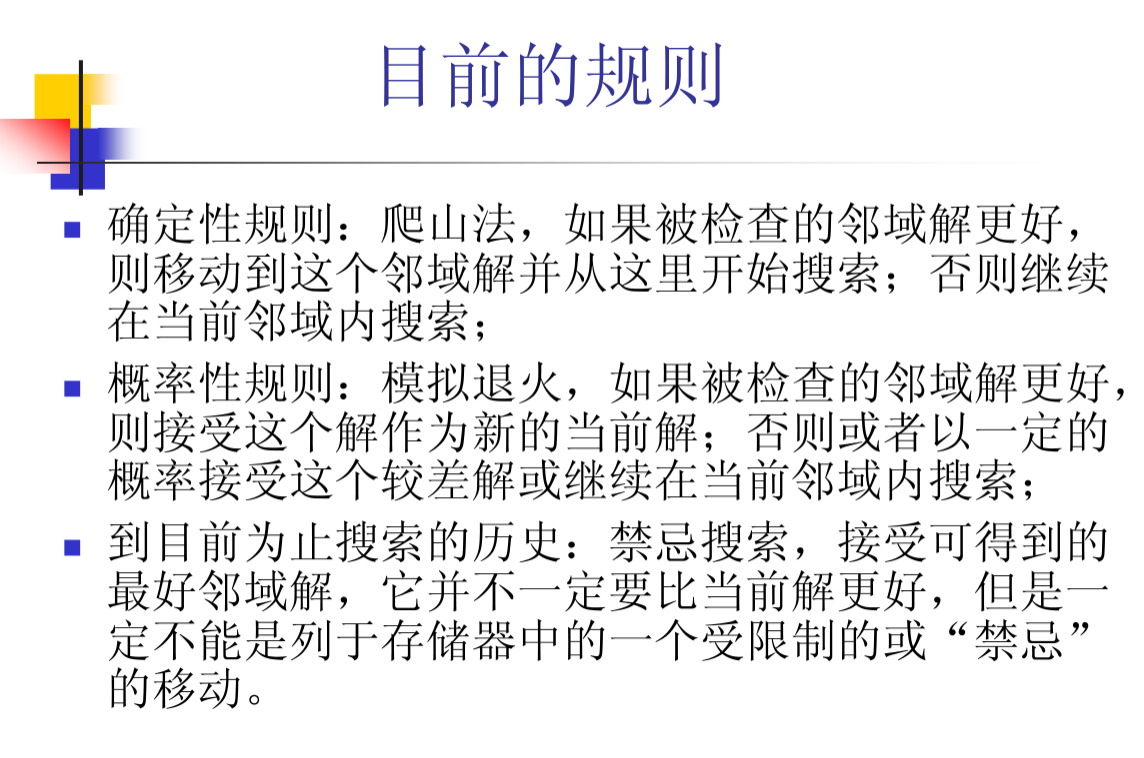 目前的规则
确定性规则：爬山法，如果被检查的邻域解更好，
则移动到这个邻域解并从这里开始搜索；否则继续
在当前邻域内搜索；
概率性规则：模拟退火，如果被检查的邻域解更好，
则接受这个解作为新的当前解；否则或者以一定的
概率接受这个较差解或继续在当前邻域内搜索；
到目前为止搜索的历史：禁忌搜索，接受可得到的
最好邻域解，它并不一定要比当前解更好，但是一
定不能是列于存储器中的一个受限制的或“禁忌”
的移动。